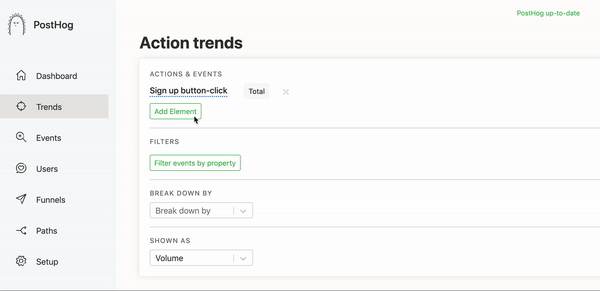 PostHog
PostHog up-to-date
Dashboard
Trends
Events
Users
Funnels
Paths
Setup
Action trends
ACTIONS & EVENTS
Sign up button-click Total
Add Element
FILTERS
Filter events by property
BREAK DOWN BY
Break down by
SHOWN AS
Volume